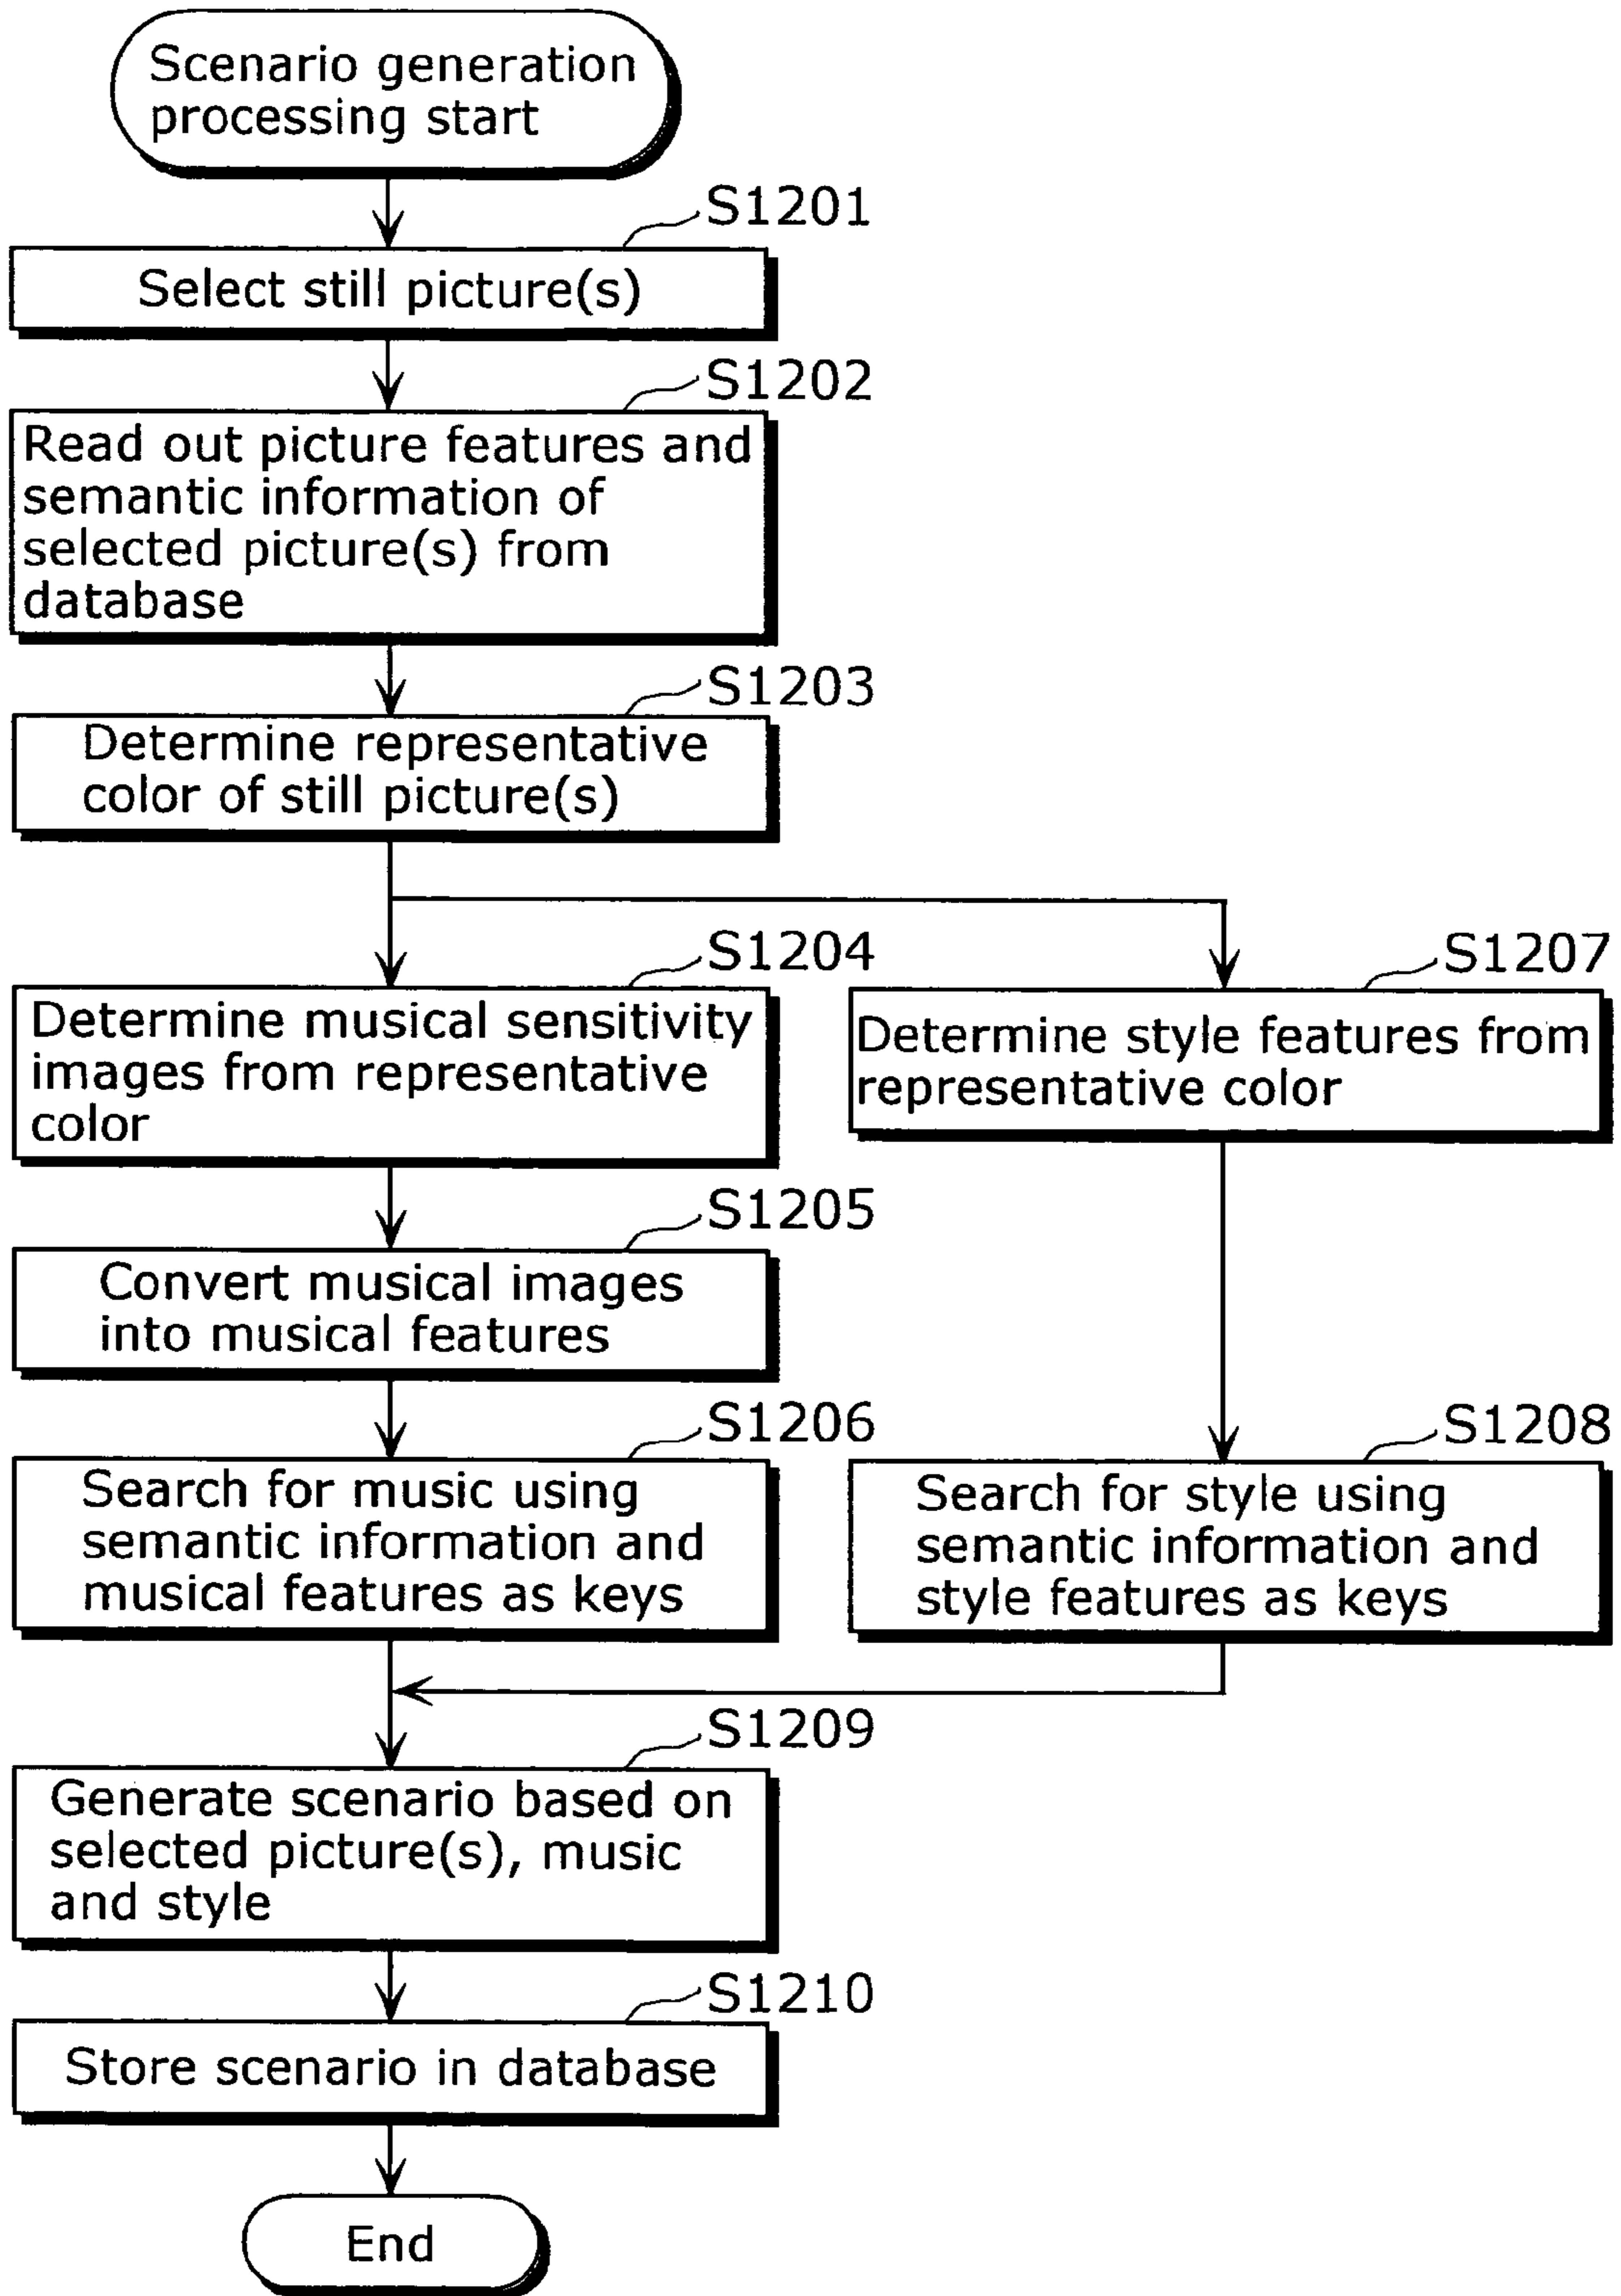 Scenario generation
processing start
S1201
Select still picture(s)
S1202
Read out picture features and
semantic information of
selected picture(s) from
database
S1203
Determine representative
color of still picture(s)
S1204
Determine musical sensitivity
images from representative
color
S1207
Determine style features from
representative color
S1205
Convert musical images
into musical features
S1206
Search for music using
semantic information and
musical features as keys
S1208
Search for style using
semantic information and
style features as keys
S1209
Generate scenario based on
selected picture(s), music
and style
S1210
Store scenario in database
End